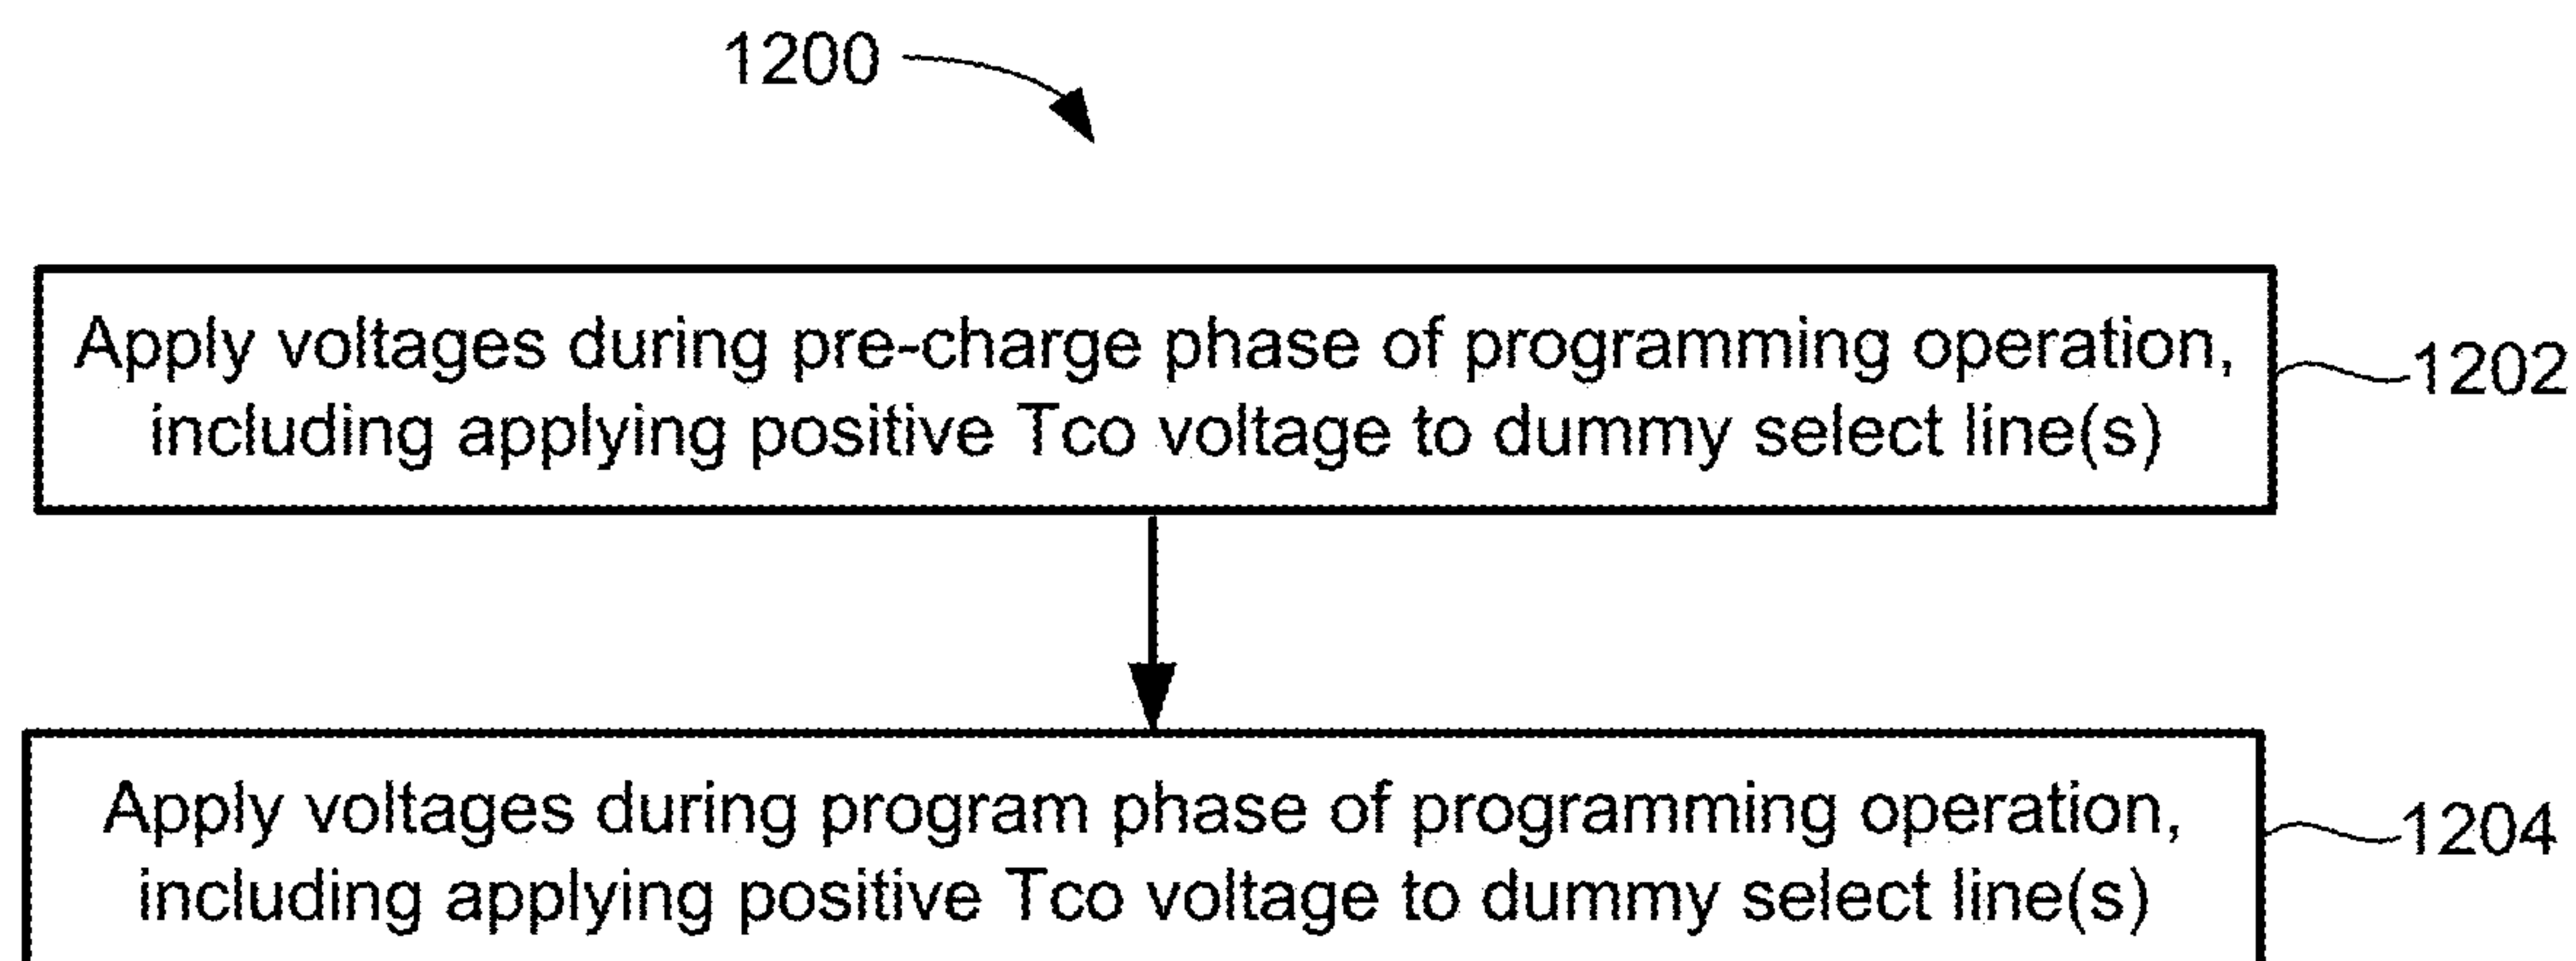 1200
Apply voltages during pre-charge phase of programming operation,
including applying positive Tco voltage to dummy select line(s)
1202
Apply voltages during program phase of programming operation,
including applying positive Tco voltage to dummy select line(s)
1204